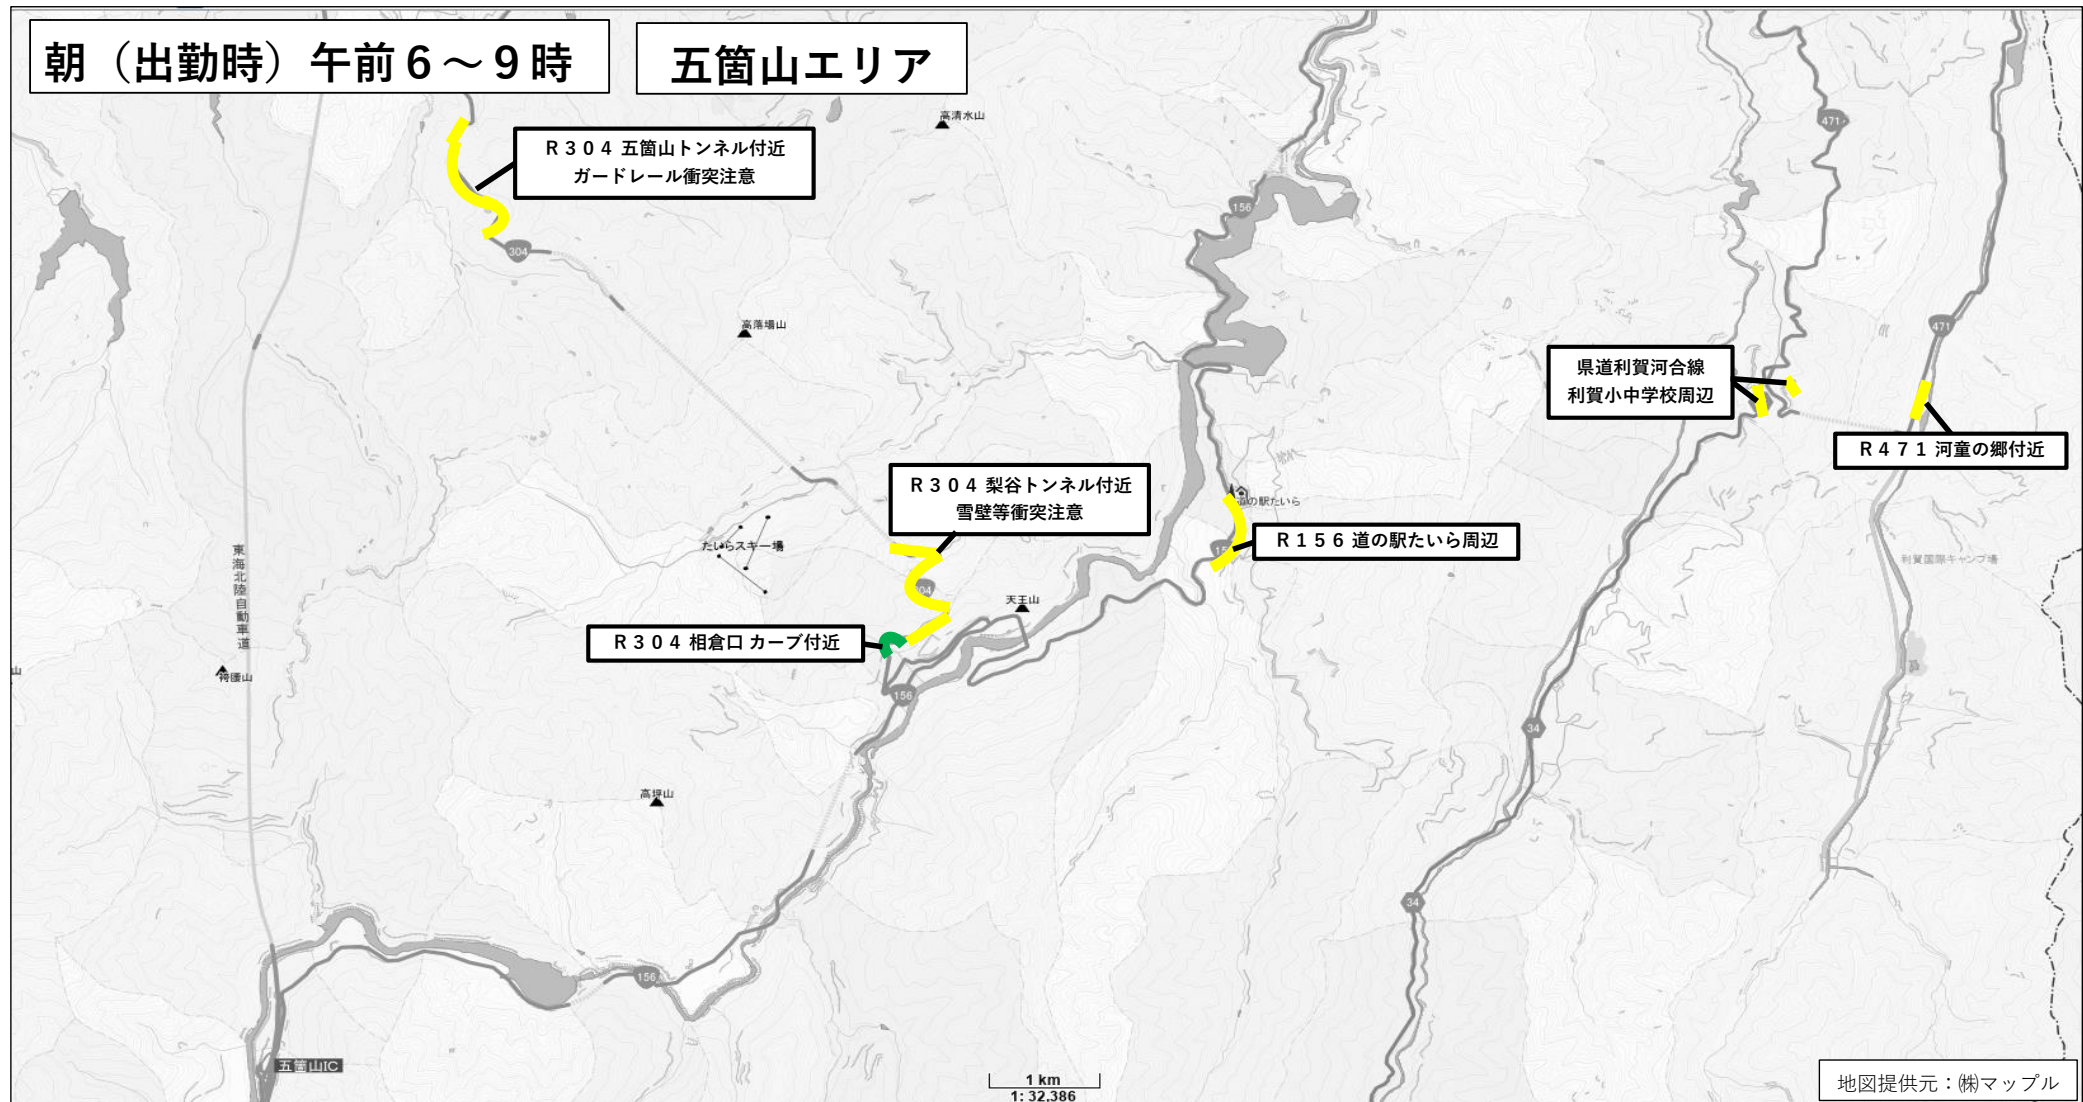 朝（出勤時）午前６～９時
五箇山エリア
高清水山
Ｒ３０４ 五箇山トンネル付近
ガードレール衝突注意
471
156
304
高落場山
471
県道利賀河合線
利賀小中学校周辺
Ｒ４７１ 河童の郷付近
Ｒ３０４ 梨谷トンネル付近
雪壁等衝突注意
道の駅たいら
Ｒ１５６ 道の駅たいら周辺
たいらスキー場
東海北陸自動車道
利賀国際キャンプ場
天王山
Ｒ３０４ 相倉口 カーブ付近
袴腰山
山
156
34
高坪山
34
156
五箇山IC
1 km
1: 32,386
地図提供元：㈱マップル